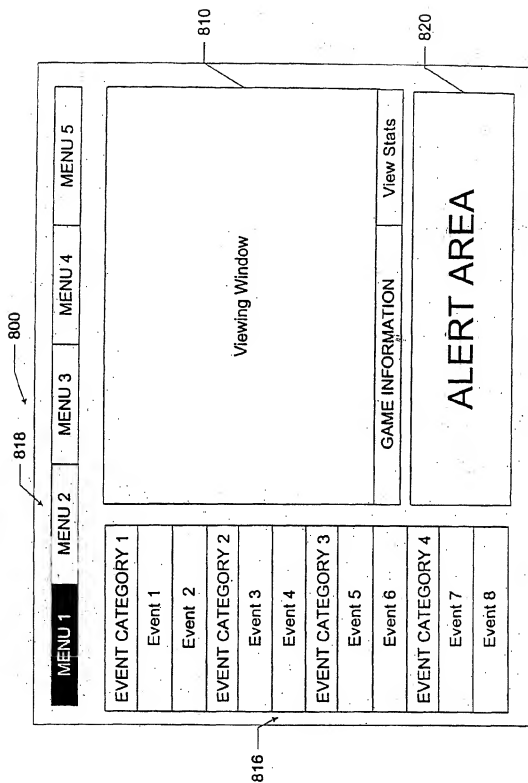 800
818
MENU 1 MENU 2 MENU 3 MENU 4 MENU 5
816
EVENT CATEGORY 1
Event 1
Event 2
EVENT CATEGORY 2
Event 3
Event 4
EVENT CATEGORY 3
Event 5
Event 6
EVENT CATEGORY 4
Event 7
Event 8
810
Viewing Window
GAME INFORMATION View Stats
820
ALERT AREA